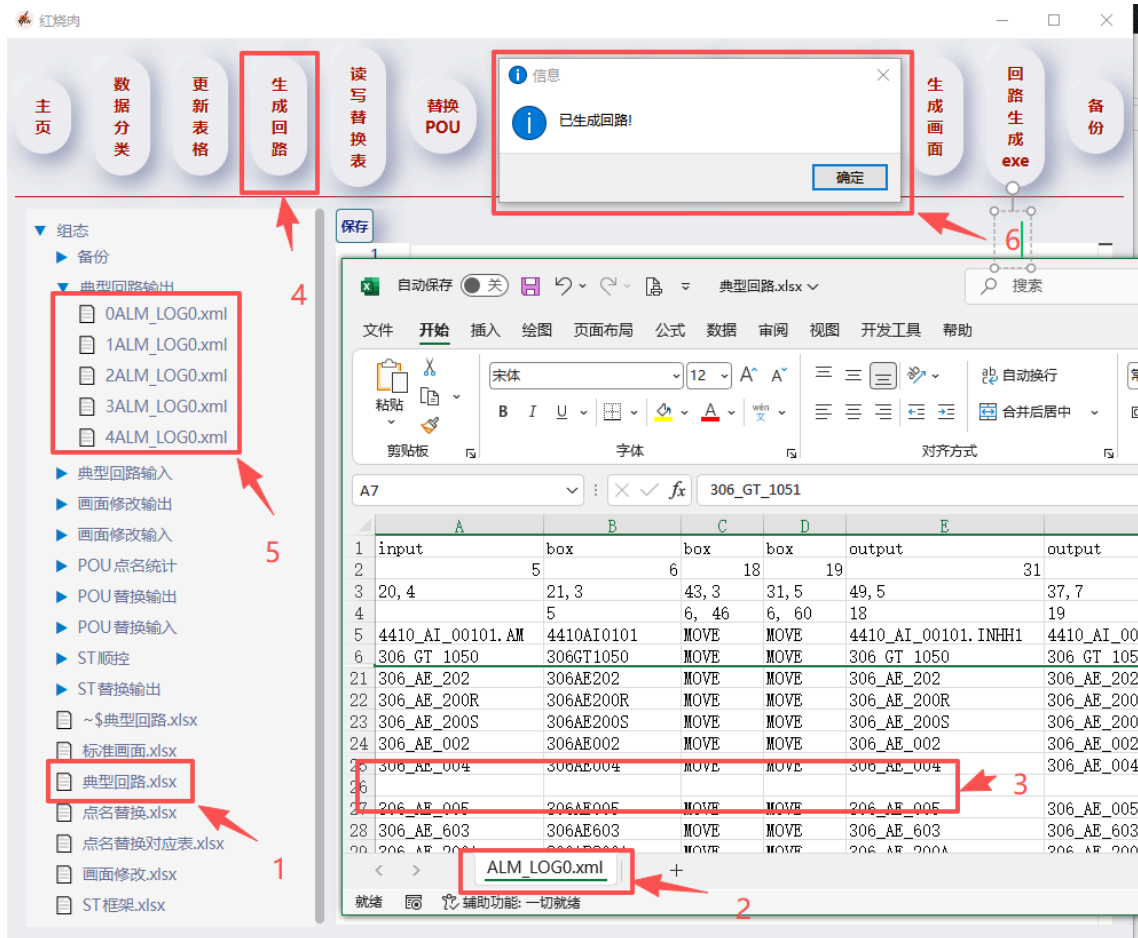 红烧肉
主页
数据分类
更新表格
生成回路
读写替换表
替换POU
信息
已生成回路!
确定
生成画面
回路生成exe
备份
4
6
组态
备份
典型回路输出
0ALM_LOG0.xml
1ALM_LOG0.xml
2ALM_LOG0.xml
3ALM_LOG0.xml
4ALM_LOG0.xml
典型回路输入
画面修改输出
画面修改输入
POU点名统计
POU替换输出
POU替换输入
ST顺控
ST替换输出
~$典型回路.xlsx
标准画面.xlsx
典型回路.xlsx
点名替换.xlsx
点名替换对应表.xlsx
画面修改.xlsx
ST框架.xlsx
5
1
保存
1
自动保存 关 典型回路.xlsx 搜索
文件 开始 插入 绘图 页面布局 公式 数据 审阅 视图 开发工具 帮助
粘贴 宋体 12 A^ A˅ ab 自动换行
B I U A wén 文 合并后居中
剪贴板 字体 对齐方式
A7 fx 306_GT_1051
A B C D E
1 input box box box output output
2 5 6 18 19 31
3 20,4 21,3 43,3 31,5 49,5 37,7
4 5 6, 46 6, 60 18 19
5 4410_AI_00101.AM 4410AI0101 MOVE MOVE 4410_AI_00101.INHH1 4410_AI_00
6 306_GT_1050 306GT1050 MOVE MOVE 306_GT_1050 306_GT_105
21 306_AE_202 306AE202 MOVE MOVE 306_AE_202 306_AE_202
22 306_AE_200R 306AE200R MOVE MOVE 306_AE_200R 306_AE_200
23 306_AE_200S 306AE200S MOVE MOVE 306_AE_200S 306_AE_200
24 306_AE_002 306AE002 MOVE MOVE 306_AE_002 306_AE_002
25 306_AE_004 306AE004 MOVE MOVE 306_AE_004 306_AE_004
26
27 306_AE_005 306AE005 MOVE MOVE 306_AE_005 306_AE_005
28 306_AE_603 306AE603 MOVE MOVE 306_AE_603 306_AE_603
29 306_AE_200A MOVE MOVE 306_AE_200A 306_AE_200
3
ALM_LOG0.xml
2
就绪 辅助功能: 一切就绪